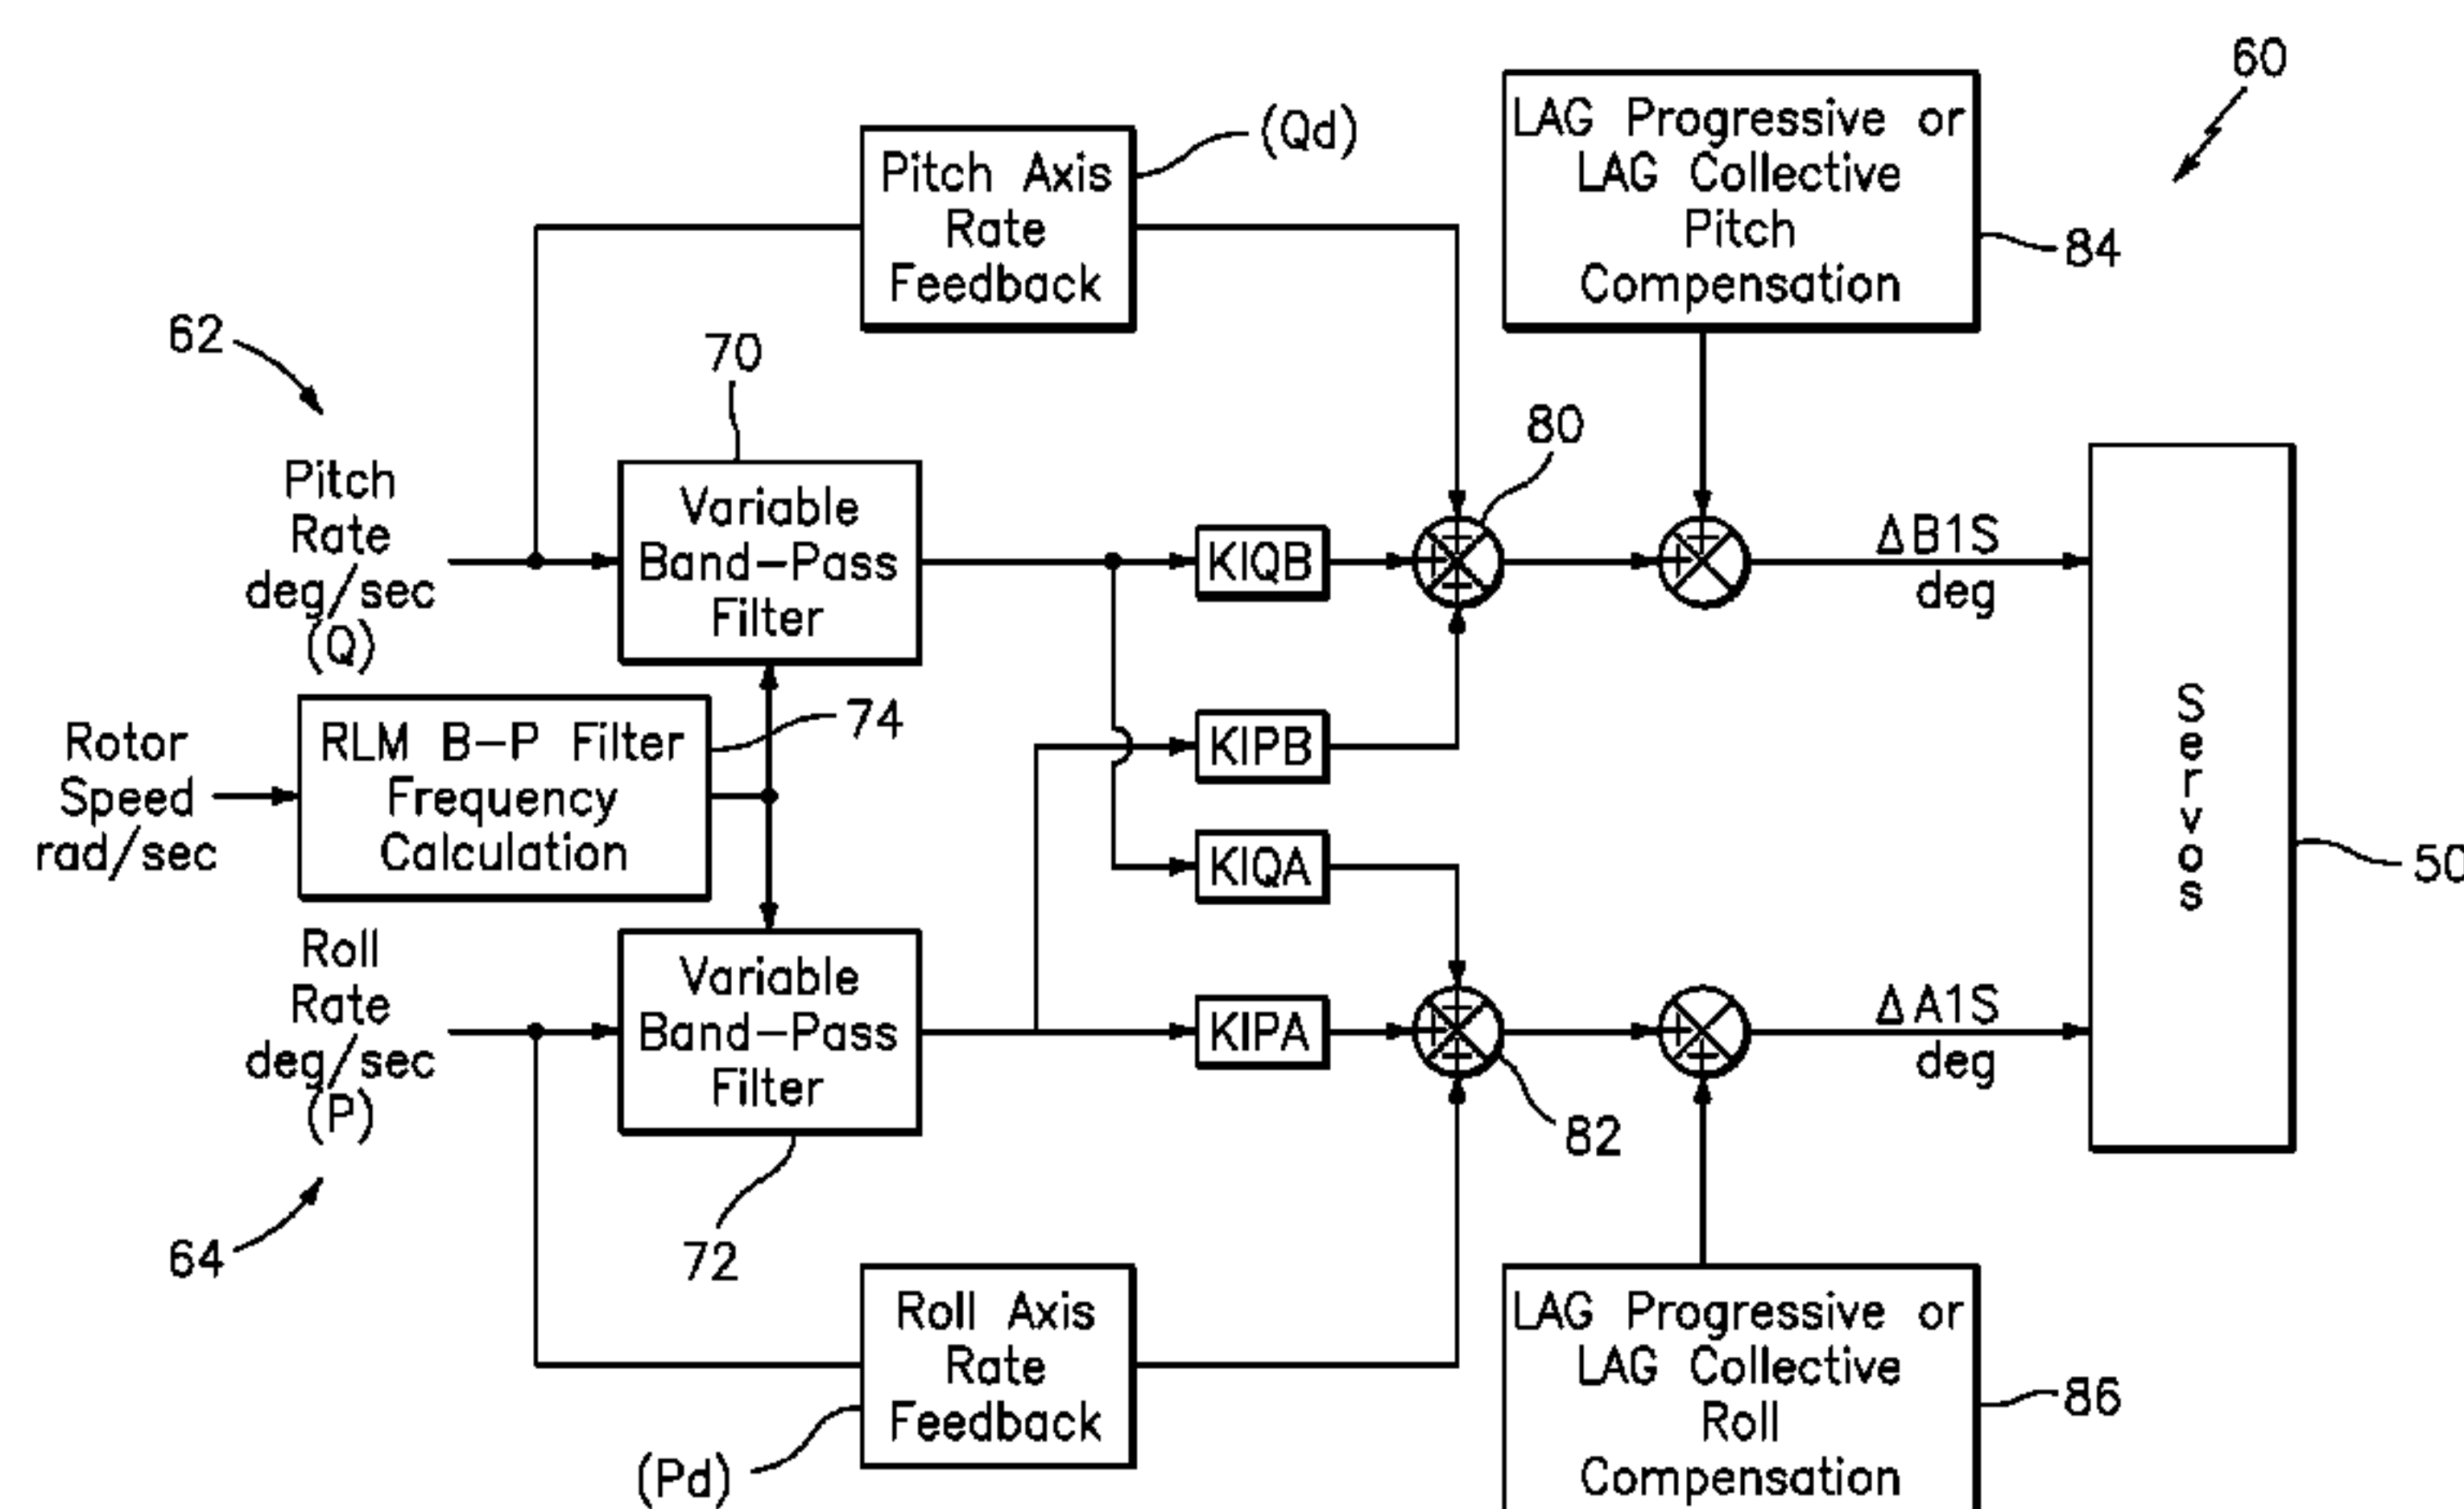 60
LAG Progressive or
LAG Collective
Pitch
Compensation
84
(Qd)
Pitch Axis
Rate
Feedback
62
70
80
Pitch
Rate
deg/sec
(Q)
Variable
Band-Pass
Filter
KIQB
+
+
+
+
+
ΔB1S
deg
Rotor
Speed
rad/sec
RLM B-P Filter
Frequency
Calculation
74
KIPB
KIQA
Servos
50
Roll
Rate
deg/sec
(P)
Variable
Band-Pass
Filter
KIPA
+
+
+
+
+
ΔA1S
deg
64
72
82
Roll Axis
Rate
Feedback
(Pd)
LAG Progressive or
LAG Collective
Roll
Compensation
86